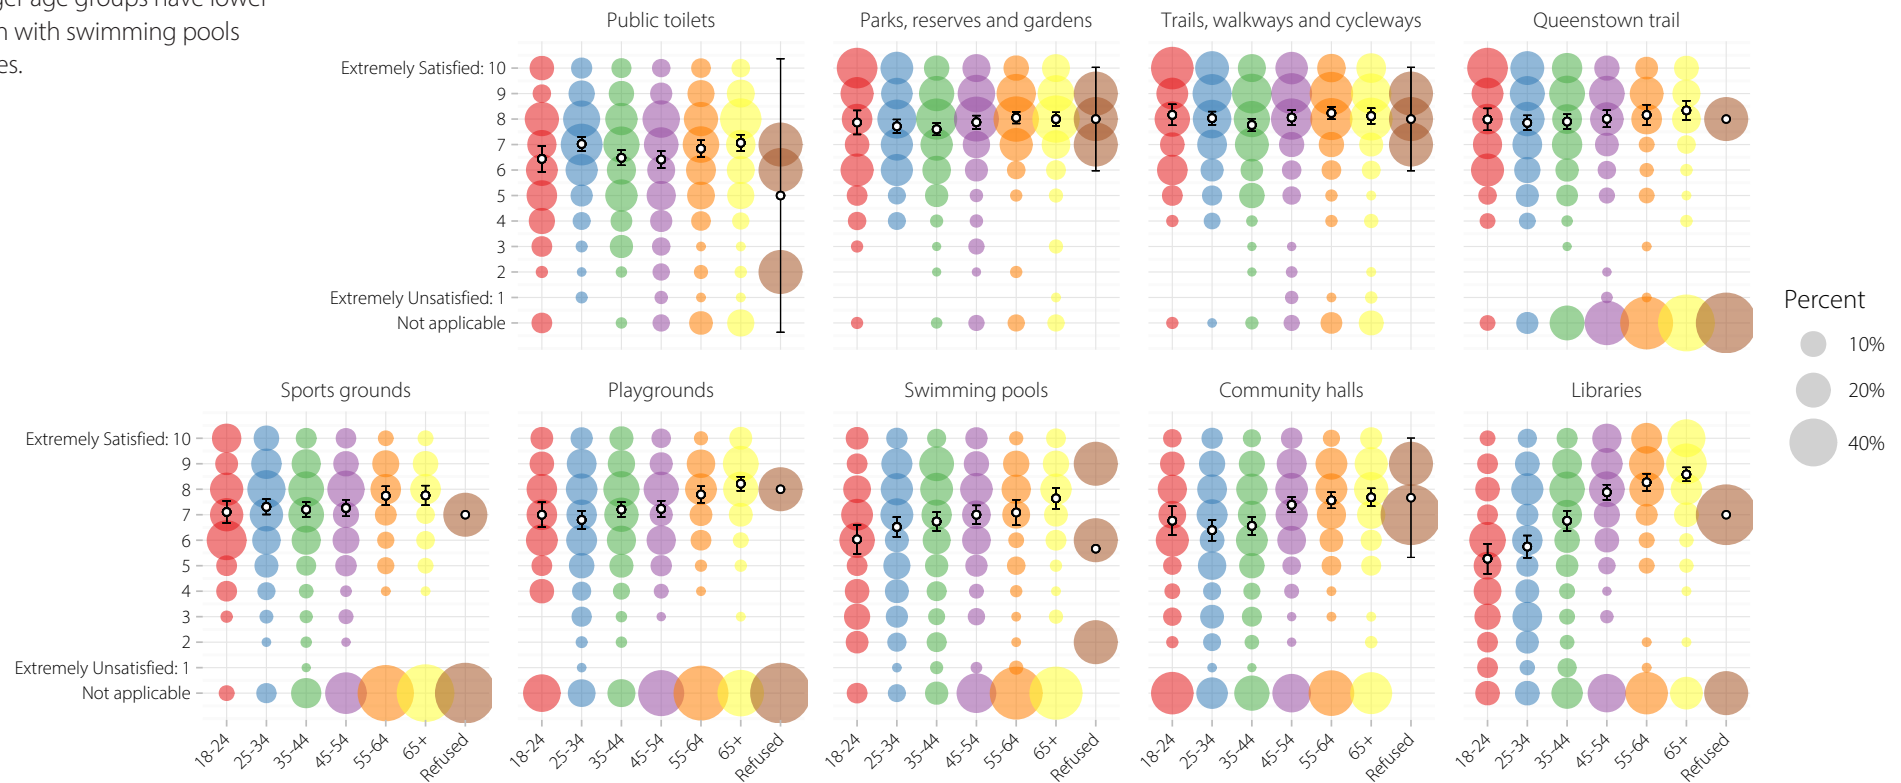 n with swimming pools
es.
Public toilets
Parks, reserves and gardens
Trails, walkways and cycleways
Queenstown trail
Extremely Satisfied: 10
9
8
7
6
5
4
3
2
Extremely Unsatisfied: 1
Not applicable
Percent
10%
20%
40%
Sports grounds
Playgrounds
Swimming pools
Community halls
Libraries
Extremely Satisfied: 10
9
8
7
6
5
4
3
2
Extremely Unsatisfied: 1
Not applicable
18-24
25-34
35-44
45-54
55-64
65+
Refused
18-24
25-34
35-44
45-54
55-64
65+
Refused
18-24
25-34
35-44
45-54
55-64
65+
Refused
18-24
25-34
35-44
45-54
55-64
65+
Refused
18-24
25-34
35-44
45-54
55-64
65+
Refused